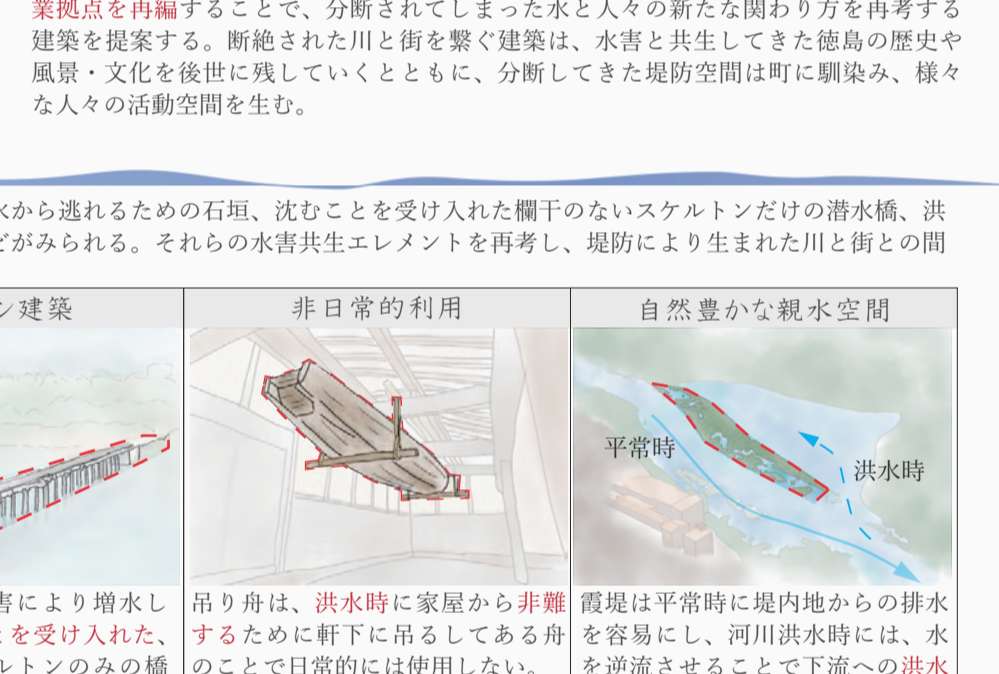 業拠点を再編することで、分断されてしまった水と人々の新たな関わり方を再考する
建築を提案する。断絶された川と街を繋ぐ建築は、水害と共生してきた徳島の歴史や
風景・文化を後世に残していくとともに、分断してきた堤防空間は町に馴染み、様々
な人々の活動空間を生む。
水から逃れるための石垣、沈むことを受け入れた欄干のないスケルトンだけの潜水橋、洪
どがみられる。それらの水害共生エレメントを再考し、堤防により生まれた川と街との間
ン建築
非日常的利用
自然豊かな親水空間
平常時
洪水時
害により増水し
とを受け入れた、
ルトンのみの橋
吊り舟は、洪水時に家屋から非難
するために軒下に吊るしてある舟
のことで日常的には使用しない。
霞堤は平常時に堤内地からの排水
を容易にし、河川洪水時には、水
を逆流させることで下流への洪水